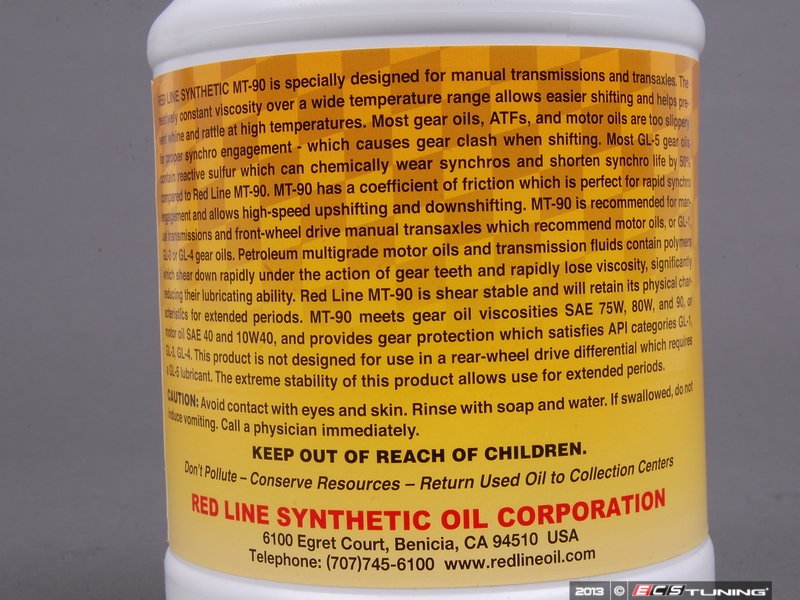 RED LINE SYNTHETIC MT-90 is specially designed for manual transmissions and transaxles. The
relatively constant viscosity over a wide temperature range allows easier shifting and helps pre-
vent whine and rattle at high temperatures. Most gear oils, ATFs, and motor oils are too slippery
for proper synchro engagement - which causes gear clash when shifting. Most GL-5 gear oils
contain reactive sulfur which can chemically wear synchros and shorten synchro life by 50%
compared to Red Line MT-90. MT-90 has a coefficient of friction which is perfect for rapid synchro
engagement and allows high-speed upshifting and downshifting. MT-90 is recommended for man-
ual transmissions and front-wheel drive manual transaxles which recommend motor oils, or GL-1,
GL-3 or GL-4 gear oils. Petroleum multigrade motor oils and transmission fluids contain polymers
which shear down rapidly under the action of gear teeth and rapidly lose viscosity, significantly
reducing their lubricating ability. Red Line MT-90 is shear stable and will retain its physical char-
acteristics for extended periods. MT-90 meets gear oil viscosities SAE 75W, 80W, and 90, or
motor oil SAE 40 and 10W40, and provides gear protection which satisfies API categories GL-1,
GL-3, GL-4. This product is not designed for use in a rear-wheel drive differential which requires
a GL-5 lubricant. The extreme stability of this product allows use for extended periods.
CAUTION: Avoid contact with eyes and skin. Rinse with soap and water. If swallowed, do not
induce vomiting. Call a physician immediately.
KEEP OUT OF REACH OF CHILDREN.
Don't Pollute – Conserve Resources – Return Used Oil to Collection Centers
RED LINE SYNTHETIC OIL CORPORATION
6100 Egret Court, Benicia, CA 94510 USA
Telephone: (707)745-6100 www.redlineoil.com
2013 © ECS TUNING